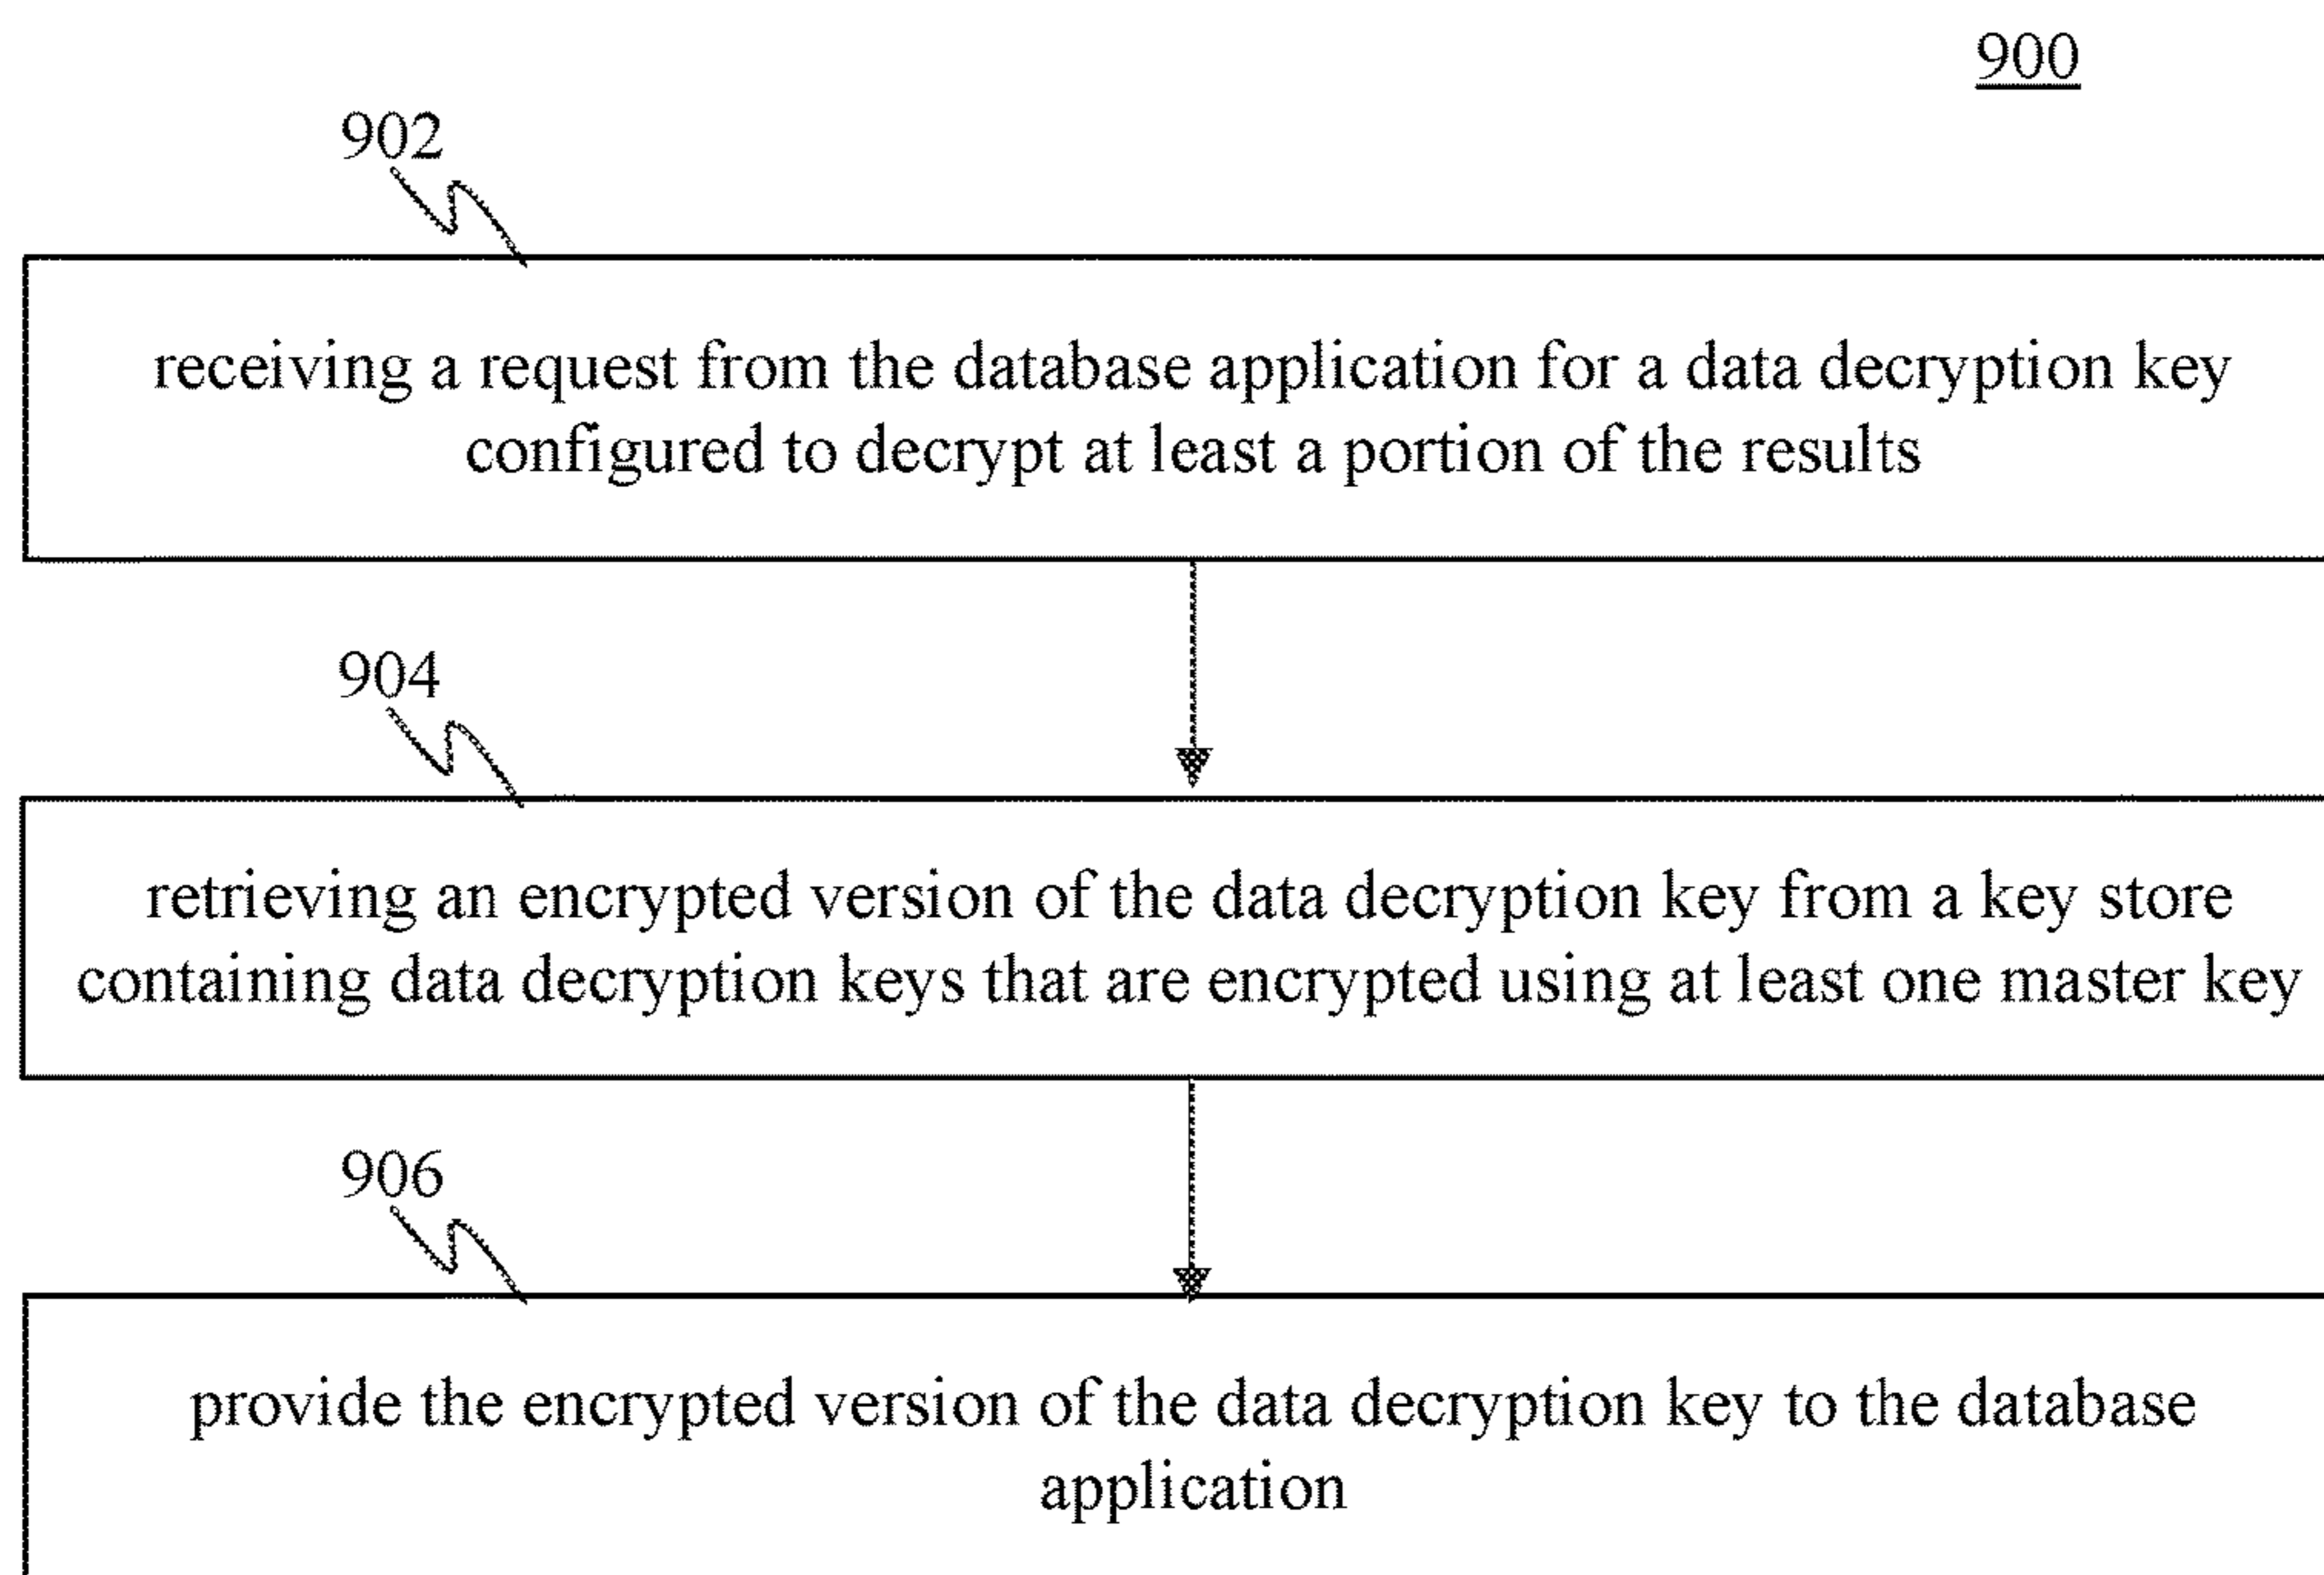 900
902
receiving a request from the database application for a data decryption key
configured to decrypt at least a portion of the results
904
retrieving an encrypted version of the data decryption key from a key store
containing data decryption keys that are encrypted using at least one master key
906
provide the encrypted version of the data decryption key to the database
application